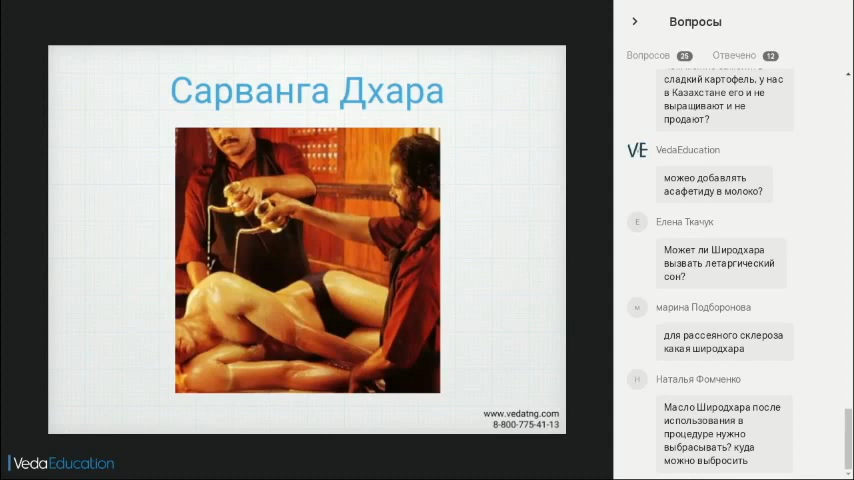 Сарванга Дхара
www.vedatng.com
8-800-775-41-13
VedaEducation
Вопросы
Вопросов 25 Отвечено 12
сладкий картофель, у нас
в Казахстане его и не
выращивают и не
продают?
VE VedaEducation
можео добавлять
асафетиду в молоко?
Е Елена Ткачук
Может ли Широдхара
вызвать летаргический
сон?
м марина Подборонова
для рассеяного склероза
какая широдхара
Н Наталья Фомченко
Масло Широдхара после
использования в
процедуре нужно
выбрасывать? куда
можно выбросить